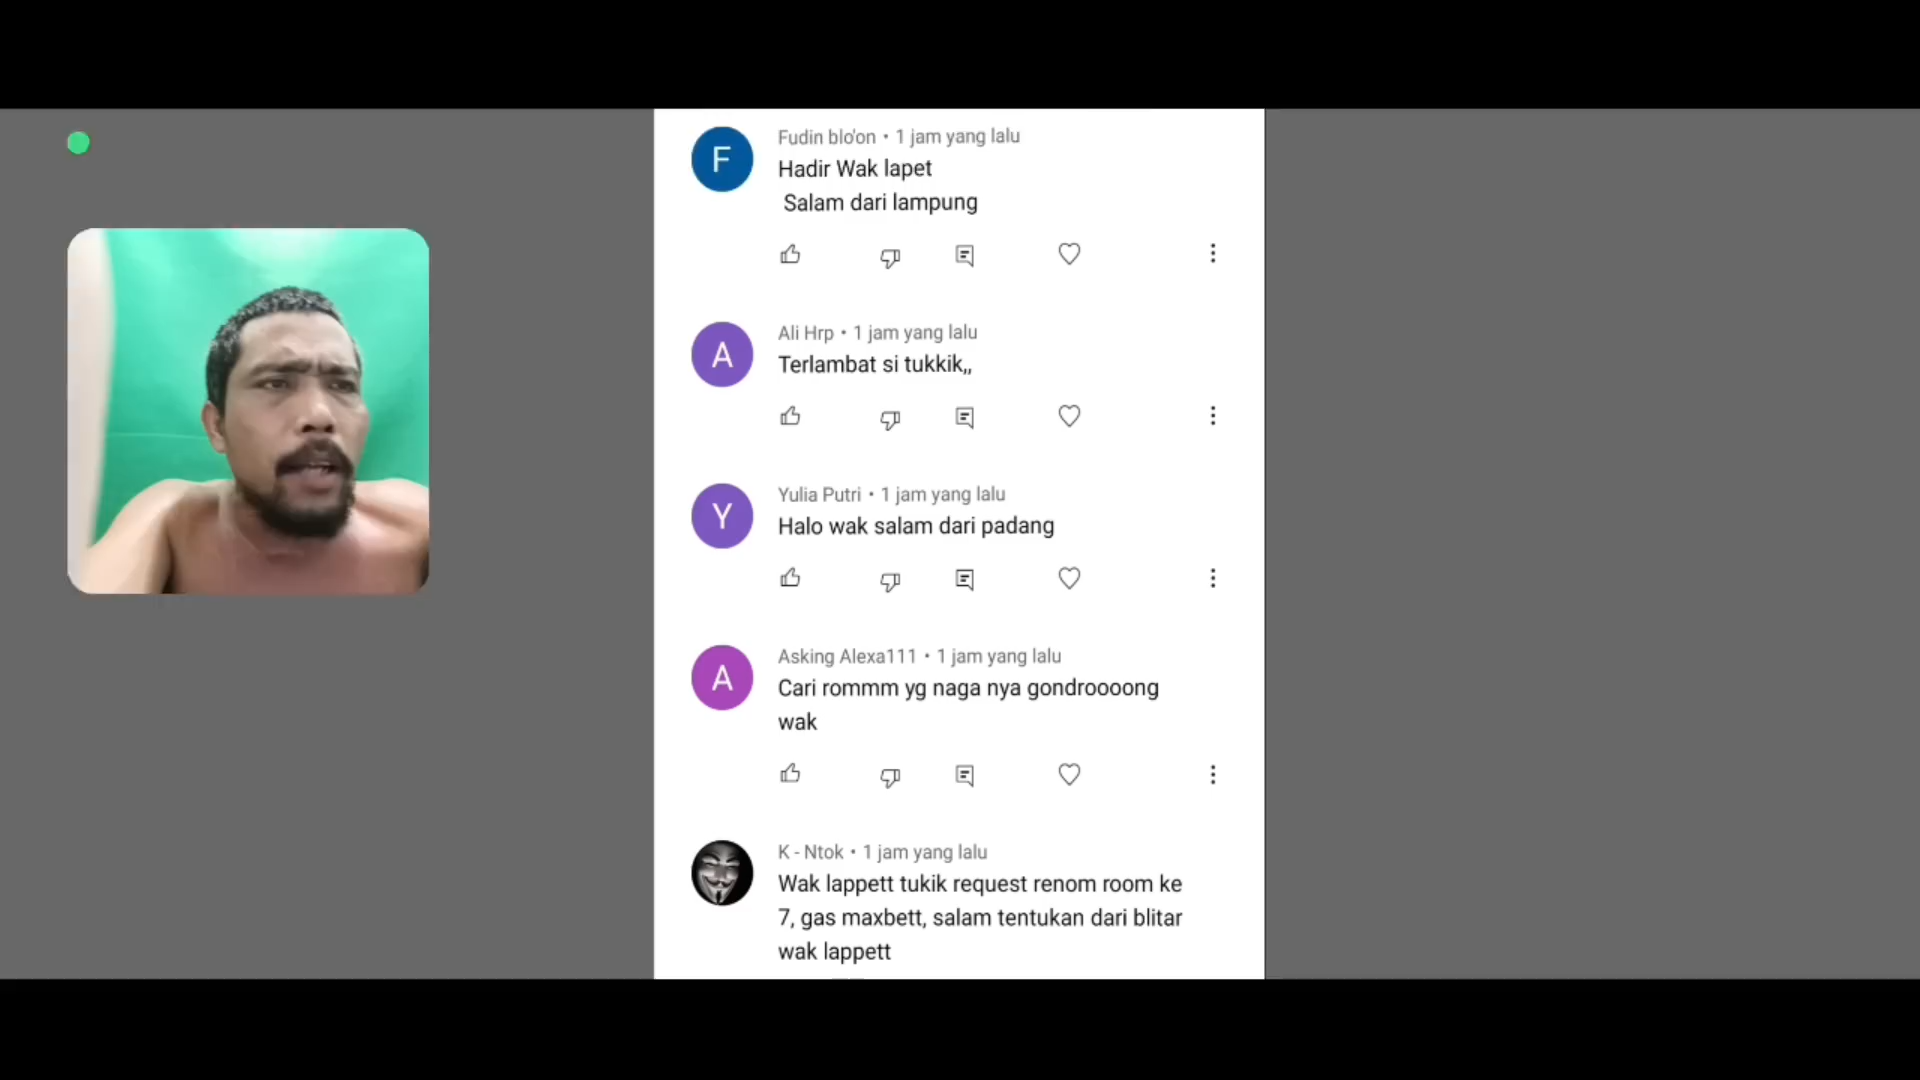 F
Fudin blo'on • 1 jam yang lalu
Hadir Wak lapet
Salam dari lampung
A
Ali Hrp • 1 jam yang lalu
Terlambat si tukkik,,
Y
Yulia Putri • 1 jam yang lalu
Halo wak salam dari padang
A
Asking Alexa111 • 1 jam yang lalu
Cari rommm yg naga nya gondroooong
wak
K - Ntok • 1 jam yang lalu
Wak lappett tukik request renom room ke
7, gas maxbett, salam tentukan dari blitar
wak lappett